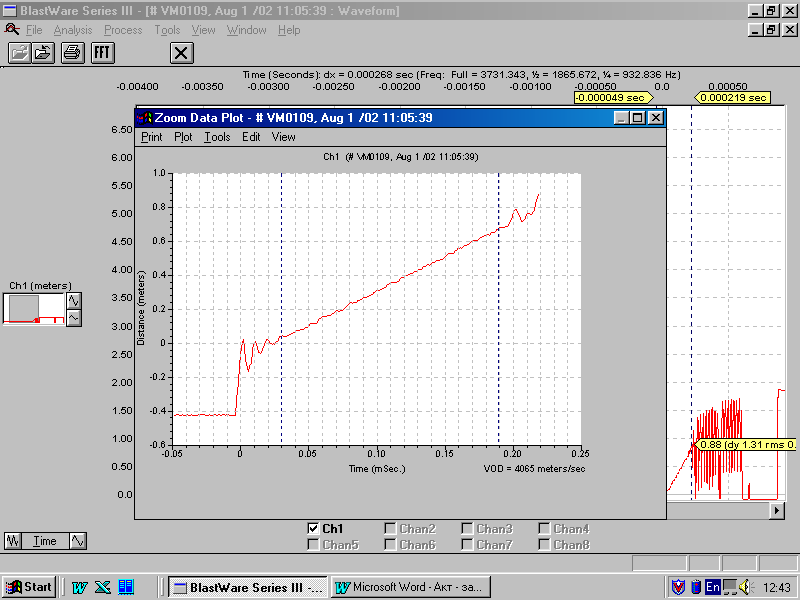 BlastWare Series III - [# VM0109, Aug 1 /02 11:05:39 : Waveform]
File Analysis Process Tools View Window Help
FFT
Time (Seconds): dx = 0.000268 sec (Freq: Full = 3731.343, ½ = 1865.672, ¼ = 932.836 Hz)
-0.00400 -0.00350 -0.00300 -0.00250 -0.00200 -0.00150 -0.00100 -0.00050 0.0 0.00050
-0.000049 sec 0.000219 sec
Zoom Data Plot - # VM0109, Aug 1 /02 11:05:39
Print Plot Tools Edit View
Ch1 (# VM0109, Aug 1 /02 11:05:39)
6.50
6.00
5.50
5.00
4.50
4.00
3.50
3.00
2.50
2.00
1.50
1.00
0.50
0.0
Ch1 (meters)
Distance (meters)
1.0
0.8
0.6
0.4
0.2
0
-0.2
-0.4
-0.6
-0.05 0 0.05 0.10 0.15 0.20 0.25
Time (mSec.) VOD = 4065 meters/sec
0.88 (dy 1.31 rms 0.
Ch1 Chan2 Chan3 Chan4
Chan5 Chan6 Chan7 Chan8
Time
Start BlastWare Series III -... Microsoft Word - Акт - за... En 12:43